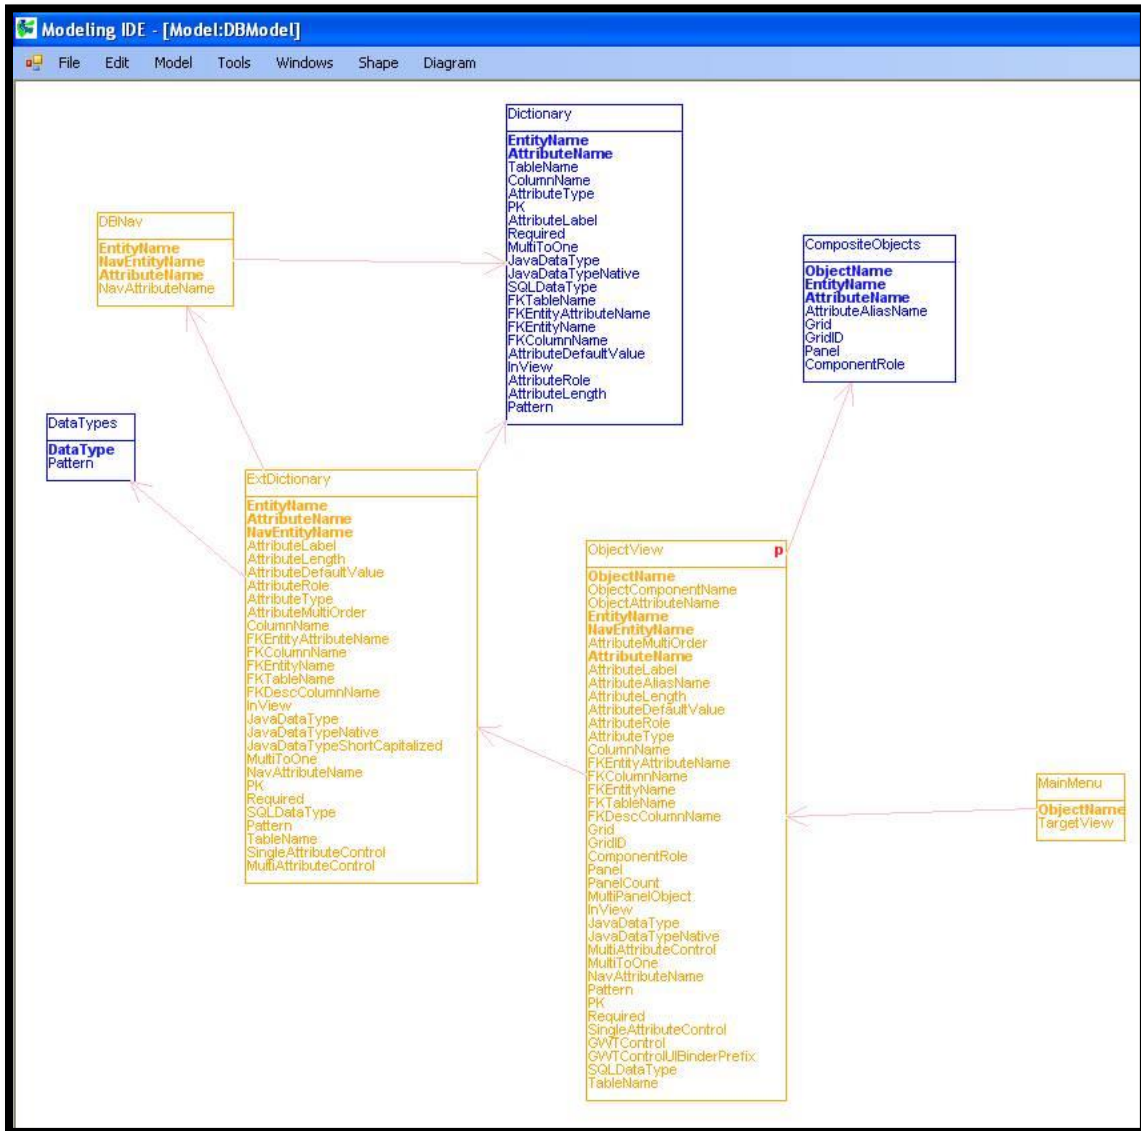 Modeling IDE - [Model:DBModel]
File Edit Model Tools Windows Shape Diagram
Dictionary
EntityName
AttributeName
TableName
ColumnName
AttributeType
PK
AttributeLabel
Required
MultiToOne
JavaDataType
JavaDataTypeNative
SQLDataType
FKTableName
FKEntityAttributeName
FKEntityName
FKColumnName
AttributeDefaultValue
InView
AttributeRole
AttributeLength
Pattern
DBNav
EntityName
NavEntityName
AttributeName
NavAttributeName
CompositeObjects
ObjectName
EntityName
AttributeName
AttributeAliasName
Grid
GridID
Panel
ComponentRole
DataTypes
DataType
Pattern
ExtDictionary
EntityName
AttributeName
NavEntityName
AttributeLabel
AttributeLength
AttributeDefaultValue
AttributeRole
AttributeType
AttributeMultiOrder
ColumnName
FKEntityAttributeName
FKColumnName
FKEntityName
FKTableName
FKDescColumnName
InView
JavaDataType
JavaDataTypeNative
JavaDataTypeShortCapitalized
MultiToOne
NavAttributeName
PK
Required
SQLDataType
Pattern
TableName
SingleAttributeControl
MultiAttributeControl
ObjectView p
ObjectName
ObjectComponentName
ObjectAttributeName
EntityName
NavEntityName
AttributeMultiOrder
AttributeName
AttributeLabel
AttributeAliasName
AttributeLength
AttributeDefaultValue
AttributeRole
AttributeType
ColumnName
FKEntityAttributeName
FKColumnName
FKEntityName
FKTableName
FKDescColumnName
Grid
GridID
ComponentRole
Panel
PanelCount
MultiPanelObject
InView
JavaDataType
JavaDataTypeNative
MultiAttributeControl
MultiToOne
NavAttributeName
Pattern
PK
Required
SingleAttributeControl
GWTControl
GWTControlUIBinderPrefix
SQLDataType
TableName
MainMenu
ObjectName
TargetView